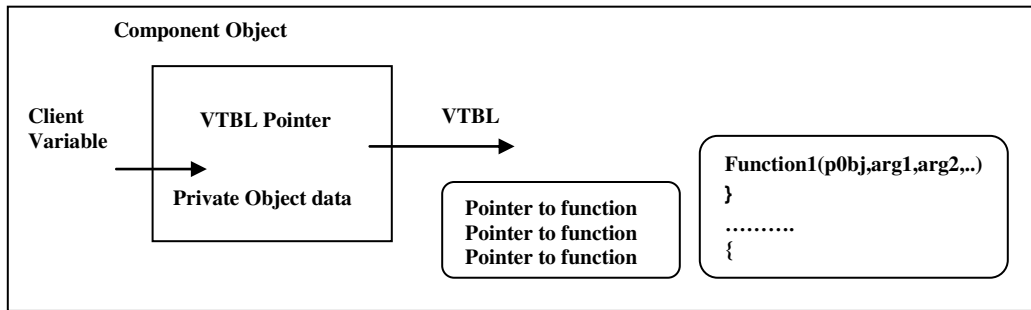 Component Object
Client
Variable
VTBL Pointer
Private Object data
VTBL
Pointer to function
Pointer to function
Pointer to function
Function1(p0bj,arg1,arg2,..)
}
……….
{